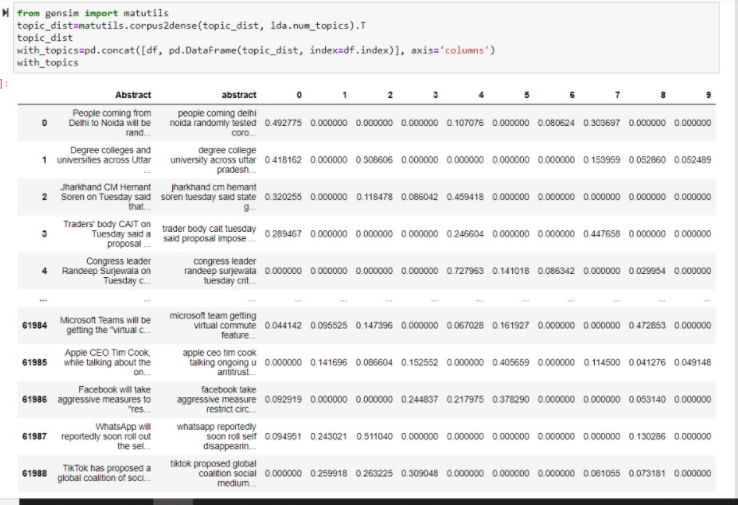 from gensim import matutils
topic_dist=matutils.corpus2dense(topic_dist, lda.num_topics).T
topic_dist
with_topics=pd.concat([df, pd.DataFrame(topic_dist, index=df.index)], axis='columns')
with_topics
]:
Abstract abstract 0 1 2 3 4 5 6 7 8 9
People coming from people coming delhi
0 Delhi to Noida will be noida randomly tested 0.492775 0.000000 0.000000 0.000000 0.107076 0.000000 0.080624 0.303697 0.000000 0.000000
rand... coro...
Degree colleges and degree college
1 universities across Uttar university across uttar 0.418162 0.000000 0.308606 0.000000 0.000000 0.000000 0.000000 0.153959 0.052860 0.052489
... pradesh...
Jharkhand CM Hemant jharkhand cm hemant
2 Soren on Tuesday said soren tuesday said state 0.320255 0.000000 0.118478 0.086042 0.459418 0.000000 0.000000 0.000000 0.000000 0.000000
that... g...
Traders' body CAIT on trader body cait tuesday
3 Tuesday said a said proposal impose ... 0.289467 0.000000 0.000000 0.000000 0.246604 0.000000 0.000000 0.447658 0.000000 0.000000
proposal ...
Congress leader congress leader
4 Randeep Surjewala on randeep surjewala 0.000000 0.000000 0.000000 0.000000 0.727963 0.141018 0.086342 0.000000 0.029954 0.000000
Tuesday c... tuesday crit...
... ... ... ... ... ... ... ... ... ... ... ... ...
Microsoft Teams will be microsoft team getting
61984 getting the "virtual c... virtual commute 0.044142 0.095525 0.147396 0.000000 0.067028 0.161927 0.000000 0.000000 0.472853 0.000000
feature...
Apple CEO Tim Cook, apple ceo tim cook
61985 while talking about the talking ongoing u 0.000000 0.141696 0.086604 0.152552 0.000000 0.405659 0.000000 0.114500 0.041276 0.049148
on... antitrust...
Facebook will take facebook take
61986 aggressive measures to aggressive measure 0.092919 0.000000 0.000000 0.244837 0.217975 0.378290 0.000000 0.000000 0.053140 0.000000
"res... restrict circ...
WhatsApp will whatsapp reportedly
61987 reportedly soon roll out soon roll self 0.094951 0.243021 0.511040 0.000000 0.000000 0.000000 0.000000 0.000000 0.130286 0.000000
the sel... disappearin...
TikTok has proposed a tiktok proposed global
61988 global coalition of soci... coalition social 0.000000 0.259918 0.263225 0.309048 0.000000 0.000000 0.000000 0.081055 0.073181 0.000000
medium...